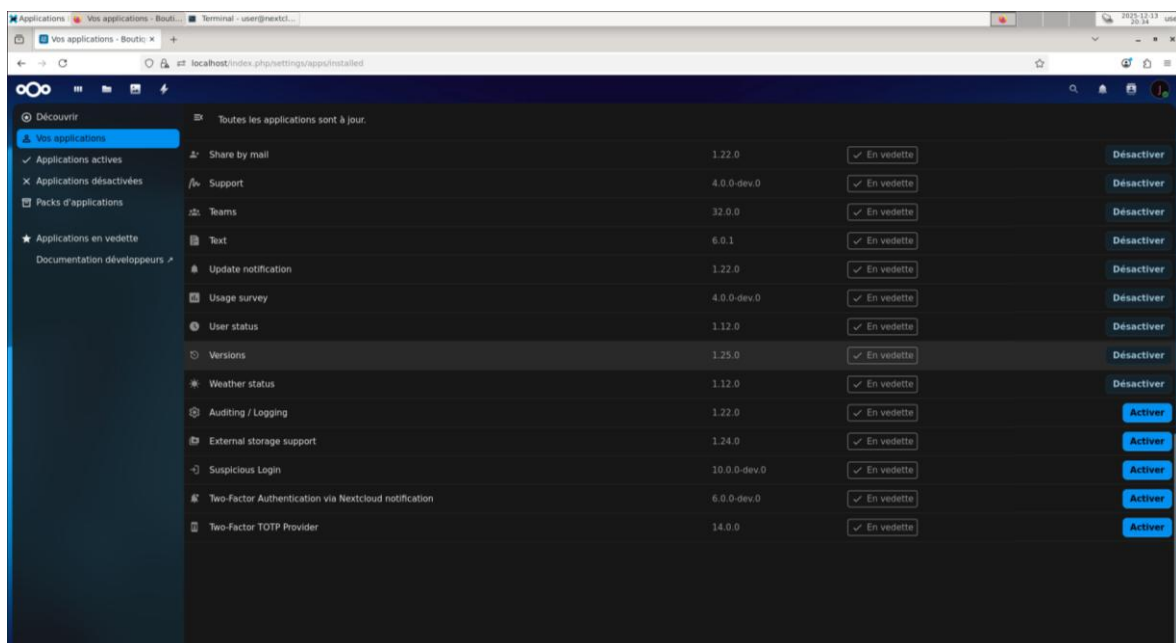 Applications Vos applications - Bouti... Terminal - user@nextcl... 2025-12-13 20:34 use
Vos applications - Boutiq
localhost/index.php/settings/apps/installed
J
Découvrir
Vos applications
Applications actives
Applications désactivées
Packs d'applications
Applications en vedette
Documentation développeurs ↗
Toutes les applications sont à jour.
Share by mail 1.22.0 ✓ En vedette Désactiver
Support 4.0.0-dev.0 ✓ En vedette Désactiver
Teams 32.0.0 ✓ En vedette Désactiver
Text 6.0.1 ✓ En vedette Désactiver
Update notification 1.22.0 ✓ En vedette Désactiver
Usage survey 4.0.0-dev.0 ✓ En vedette Désactiver
User status 1.12.0 ✓ En vedette Désactiver
Versions 1.25.0 ✓ En vedette Désactiver
Weather status 1.12.0 ✓ En vedette Désactiver
Auditing / Logging 1.22.0 ✓ En vedette Activer
External storage support 1.24.0 ✓ En vedette Activer
Suspicious Login 10.0.0-dev.0 ✓ En vedette Activer
Two-Factor Authentication via Nextcloud notification 6.0.0-dev.0 ✓ En vedette Activer
Two-Factor TOTP Provider 14.0.0 ✓ En vedette Activer